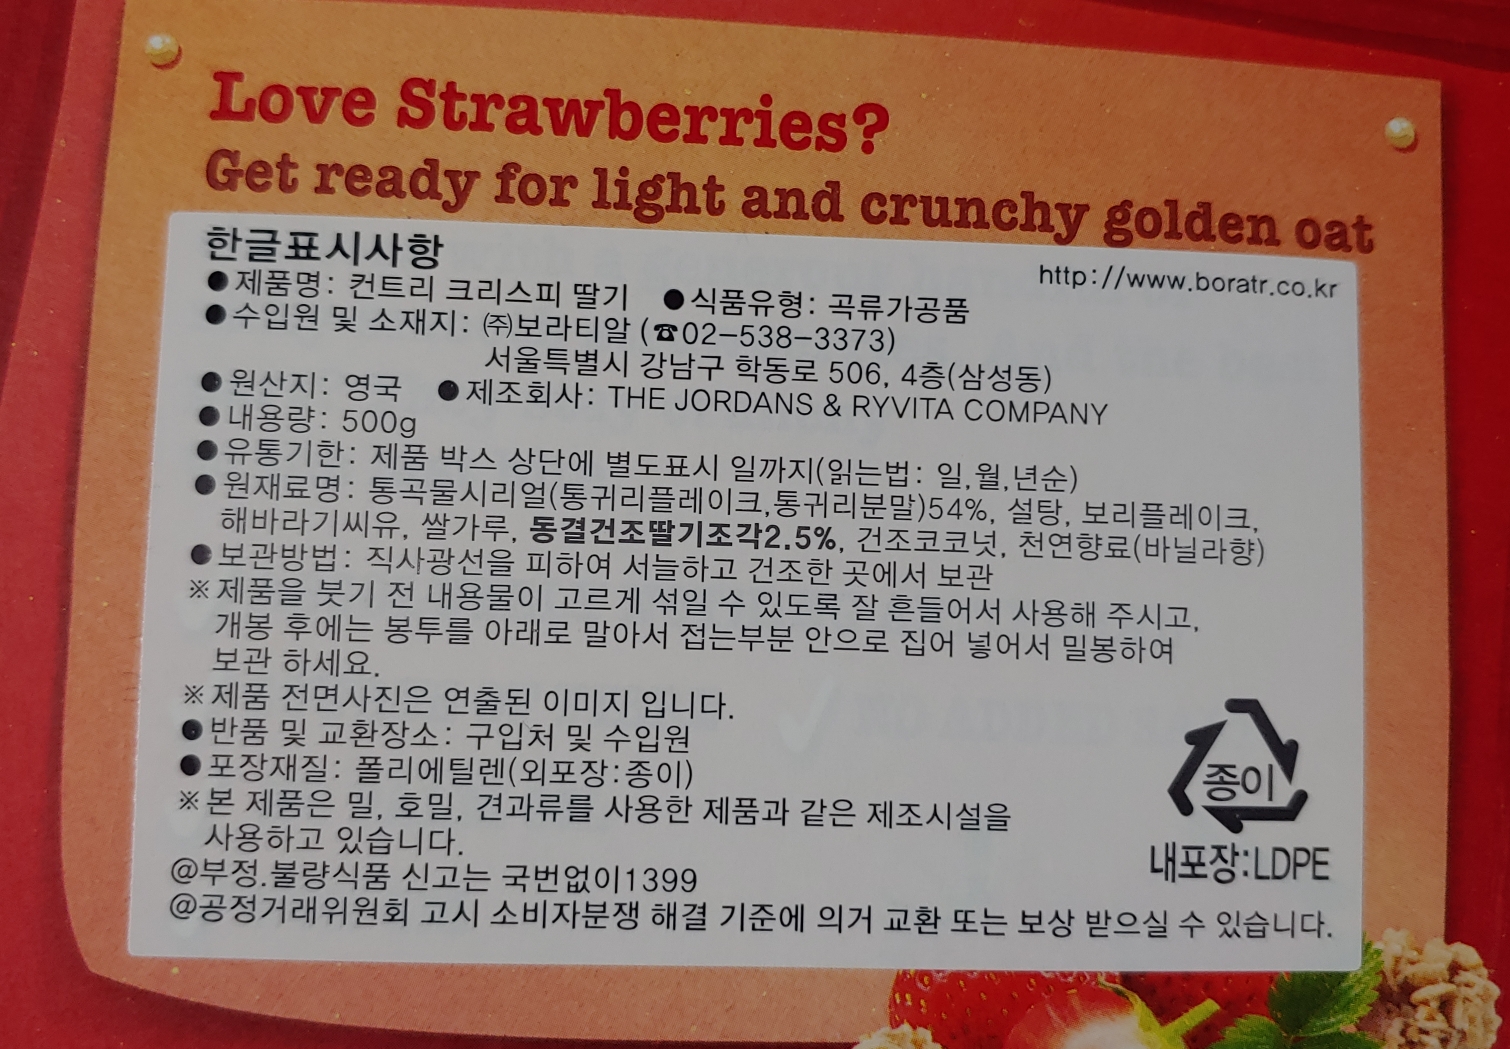 Love Strawberries?
Get ready for light and crunchy golden oat
한글표시사항
http://www.boratr.co.kr
●제품명: 컨트리 크리스피 딸기 ●식품유형: 곡류가공품
●수입원 및 소재지: ㈜보라티알 (☎02-538-3373)
서울특별시 강남구 학동로 506, 4층(삼성동)
●원산지: 영국 ●제조회사: THE JORDANS & RYVITA COMPANY
●내용량: 500g
●유통기한: 제품 박스 상단에 별도표시 일까지(읽는법: 일,월,년순)
●원재료명: 통곡물시리얼(통귀리플레이크,통귀리분말)54%, 설탕, 보리플레이크,
해바라기씨유, 쌀가루, 동결건조딸기조각2.5%, 건조코코넛, 천연향료(바닐라향)
●보관방법: 직사광선을 피하여 서늘하고 건조한 곳에서 보관
※제품을 붓기 전 내용물이 고르게 섞일 수 있도록 잘 흔들어서 사용해 주시고,
개봉 후에는 봉투를 아래로 말아서 접는부분 안으로 집어 넣어서 밀봉하여
보관 하세요.
※제품 전면사진은 연출된 이미지 입니다.
●반품 및 교환장소: 구입처 및 수입원
●포장재질: 폴리에틸렌(외포장:종이)
※본 제품은 밀, 호밀, 견과류를 사용한 제품과 같은 제조시설을
사용하고 있습니다.
종이
내포장:LDPE
@부정.불량식품 신고는 국번없이1399
@공정거래위원회 고시 소비자분쟁 해결 기준에 의거 교환 또는 보상 받으실 수 있습니다.